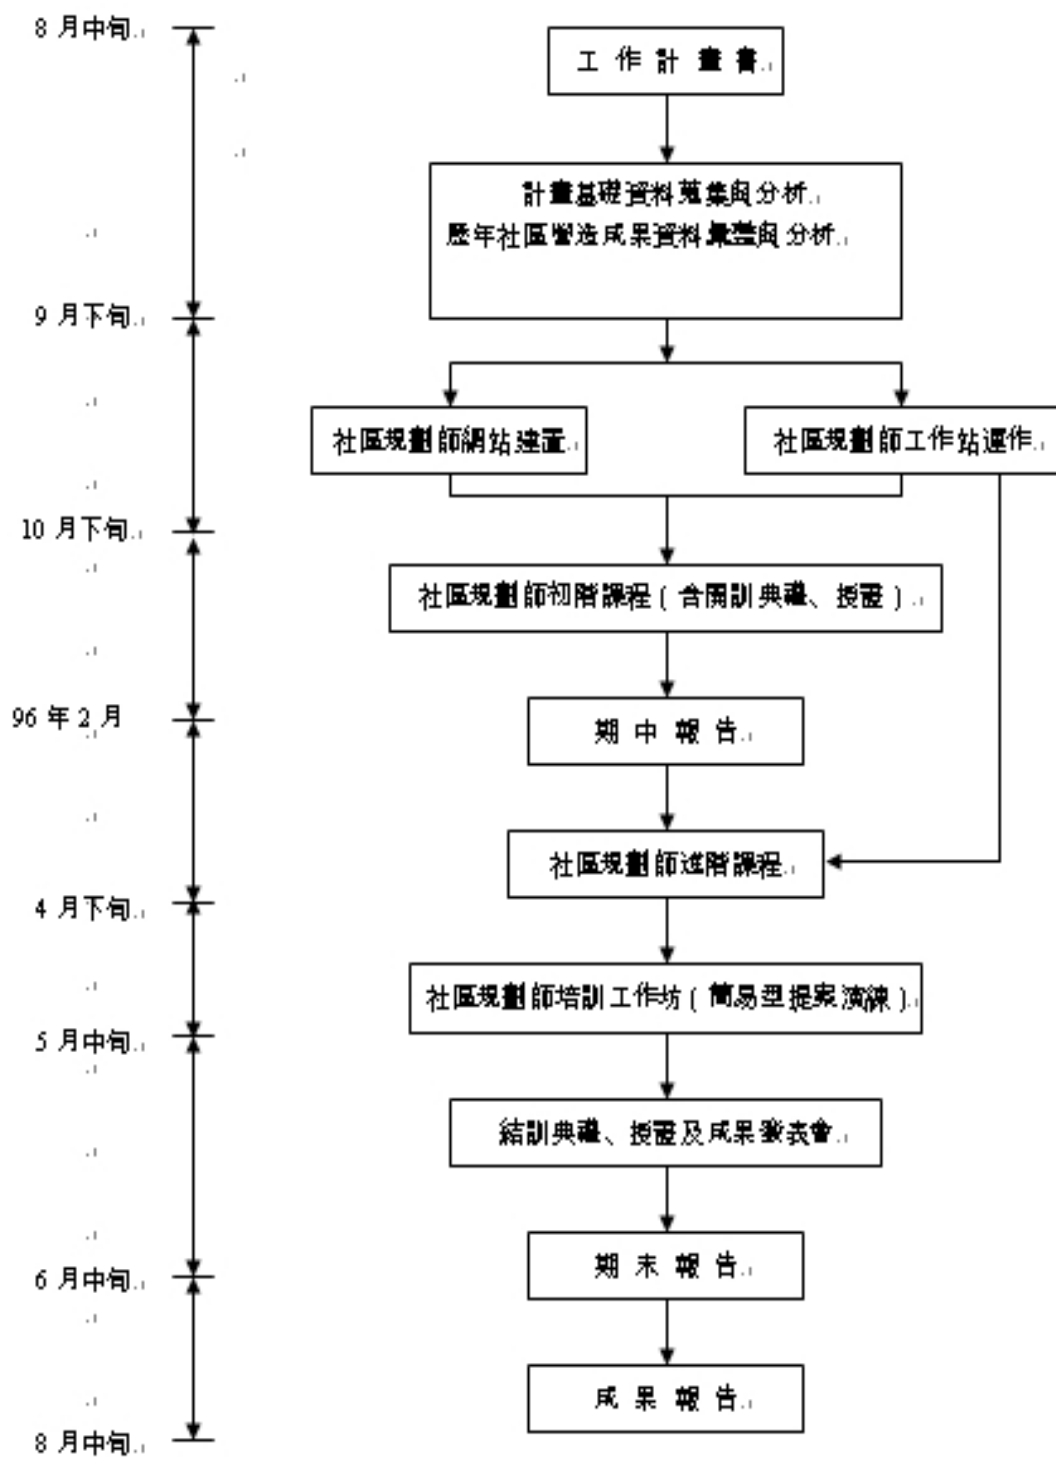 8 月中旬
工 作 計 畫 書
計畫基礎資料蒐集與分析
歷年社區營造成果資料彙整與分析
9 月下旬
社區規劃師網站建置
社區規劃師工作站運作
10 月下旬
社區規劃師初階課程（含開訓典禮、授證）
96 年 2 月
期 中 報 告
社區規劃師進階課程
4 月下旬
社區規劃師培訓工作坊（簡易型提案演練）
5 月中旬
結訓典禮、授證及成果發表會
期 末 報 告
6 月中旬
成 果 報 告
8 月中旬